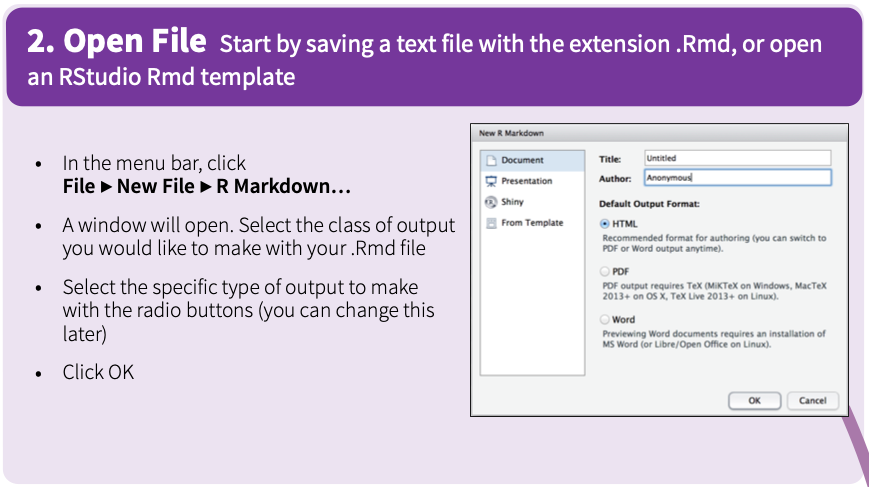 2. Open File Start by saving a text file with the extension .Rmd, or open
an RStudio Rmd template
• In the menu bar, click
File ▸ New File ▸ R Markdown…
• A window will open. Select the class of output
you would like to make with your .Rmd file
• Select the specific type of output to make
with the radio buttons (you can change this
later)
• Click OK
New R Markdown
Document
Presentation
Shiny
From Template
Title: Untitled
Author: Anonymous
Default Output Format:
HTML
Recommended format for authoring (you can switch to
PDF or Word output anytime).
PDF
PDF output requires TeX (MiKTeX on Windows, MacTeX
2013+ on OS X, TeX Live 2013+ on Linux).
Word
Previewing Word documents requires an installation of
MS Word (or Libre/Open Office on Linux).
OK Cancel